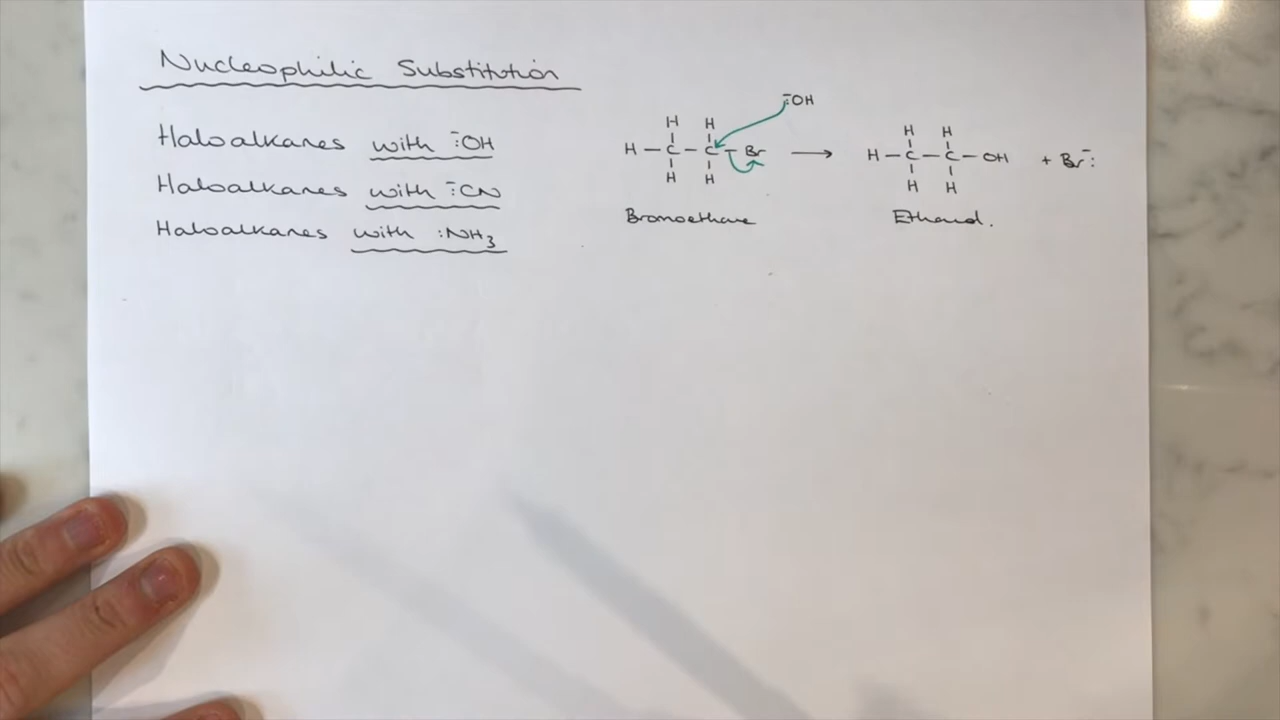 Nucleophilic Substitution
Haloalkanes with ⁻:OH
Haloalkanes with ⁻:CN
Haloalkanes with :NH₃
⁻:OH
H H
H — C — C — Br ⟶
H H
Bromoethane
H H
H — C — C — OH + Br⁻:
H H
Ethanol.